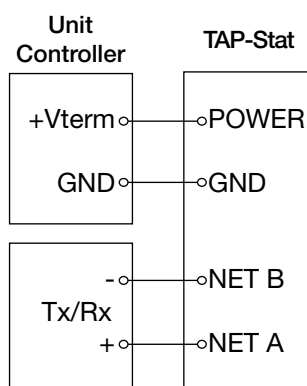 Unit
Controller
TAP-Stat
+Vterm
POWER
GND
GND
-
NET B
Tx/Rx
+
NET A